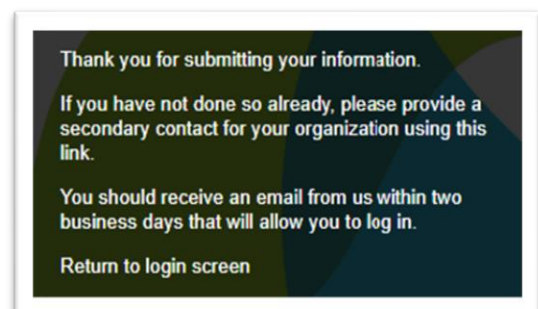 Thank you for submitting your information.
If you have not done so already, please provide a
secondary contact for your organization using this
link.
You should receive an email from us within two
business days that will allow you to log in.
Return to login screen